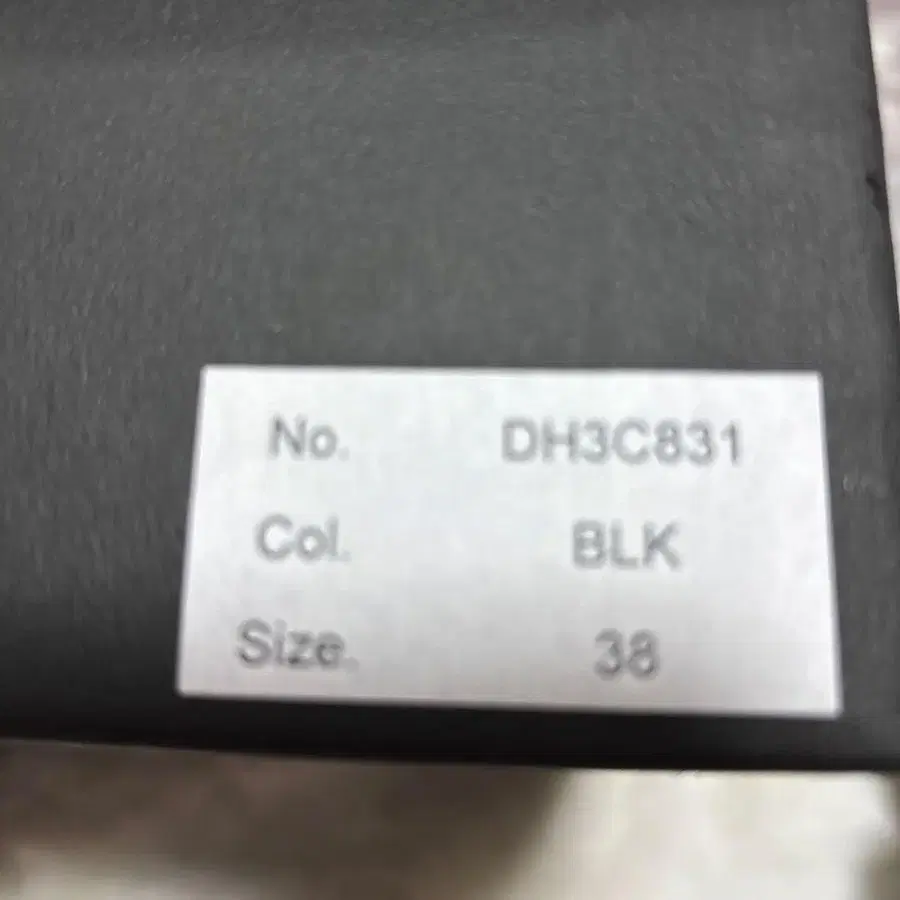 No. DH3C831
Col. BLK
Size. 38